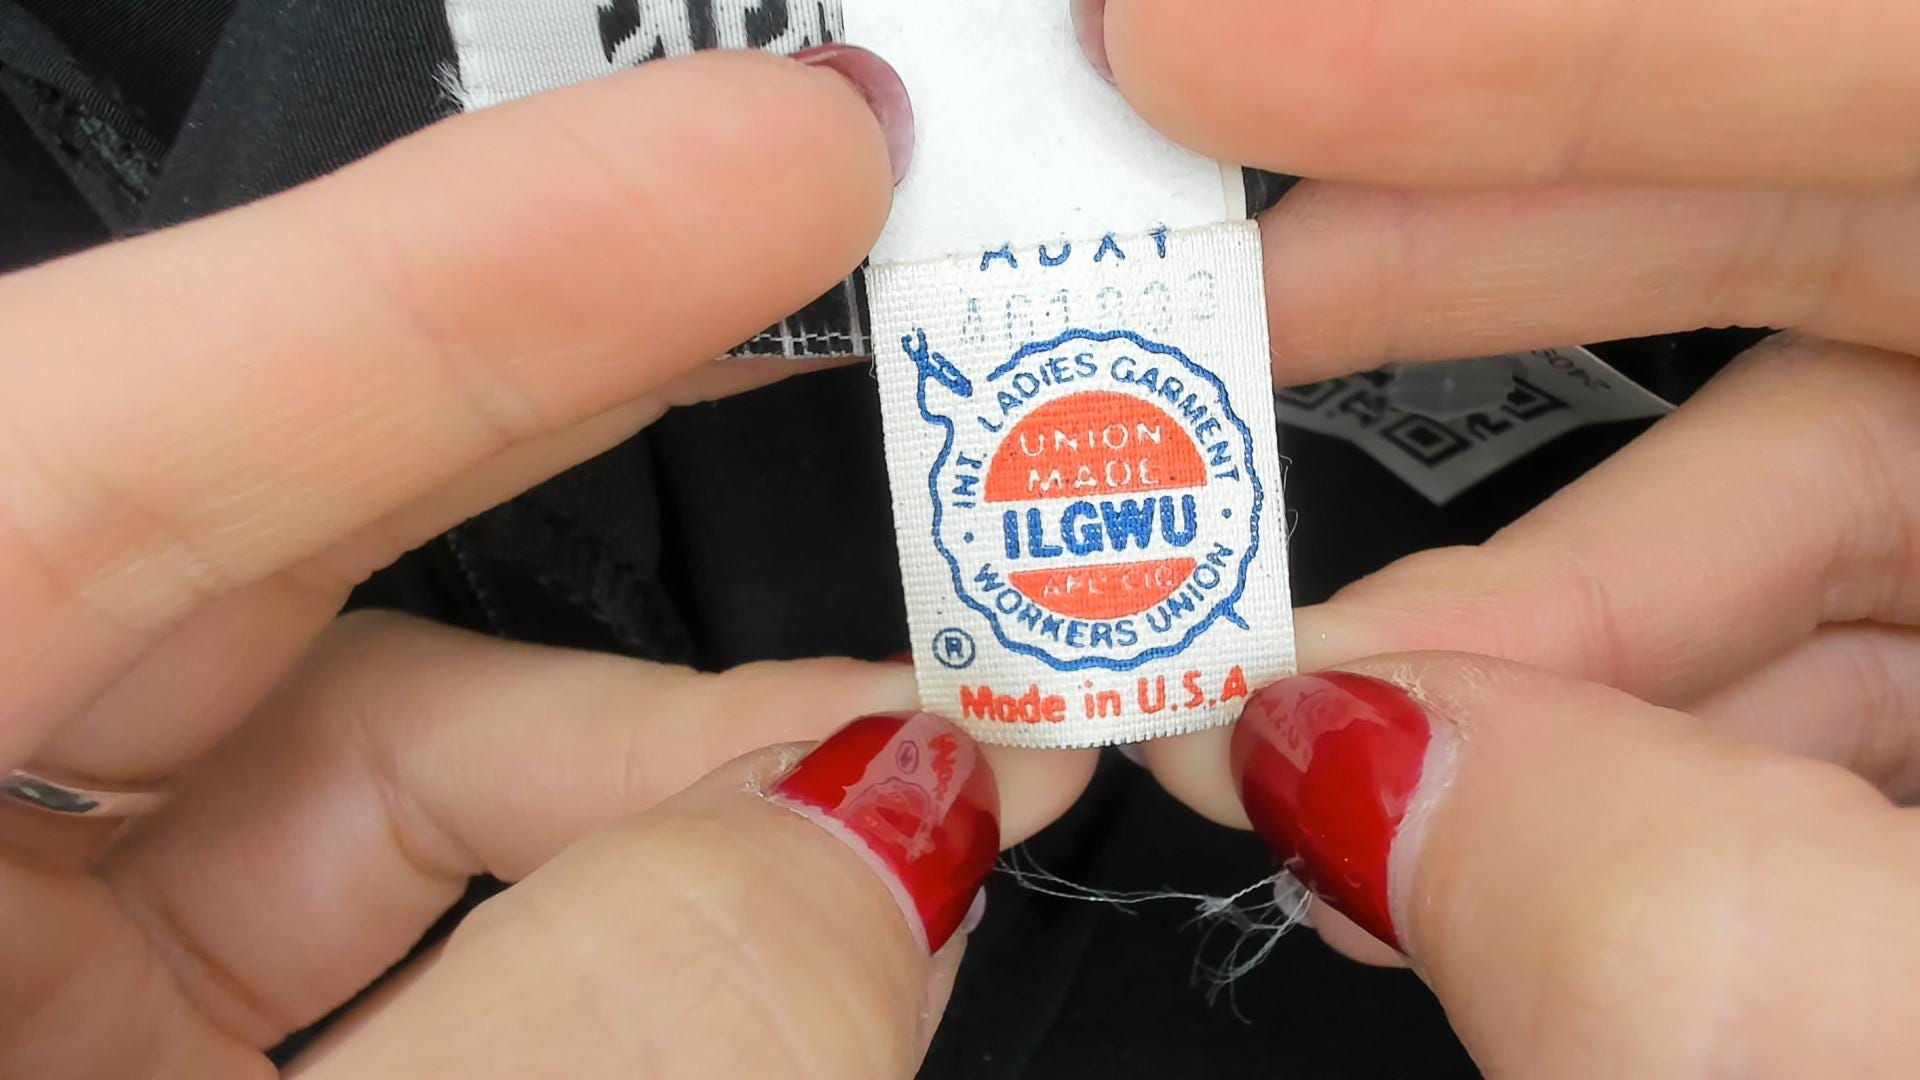 INT. LADIES GARMENT
UNION
MADE
ILGWU
AFL-CIO
WORKERS UNION
®
Made in U.S.A